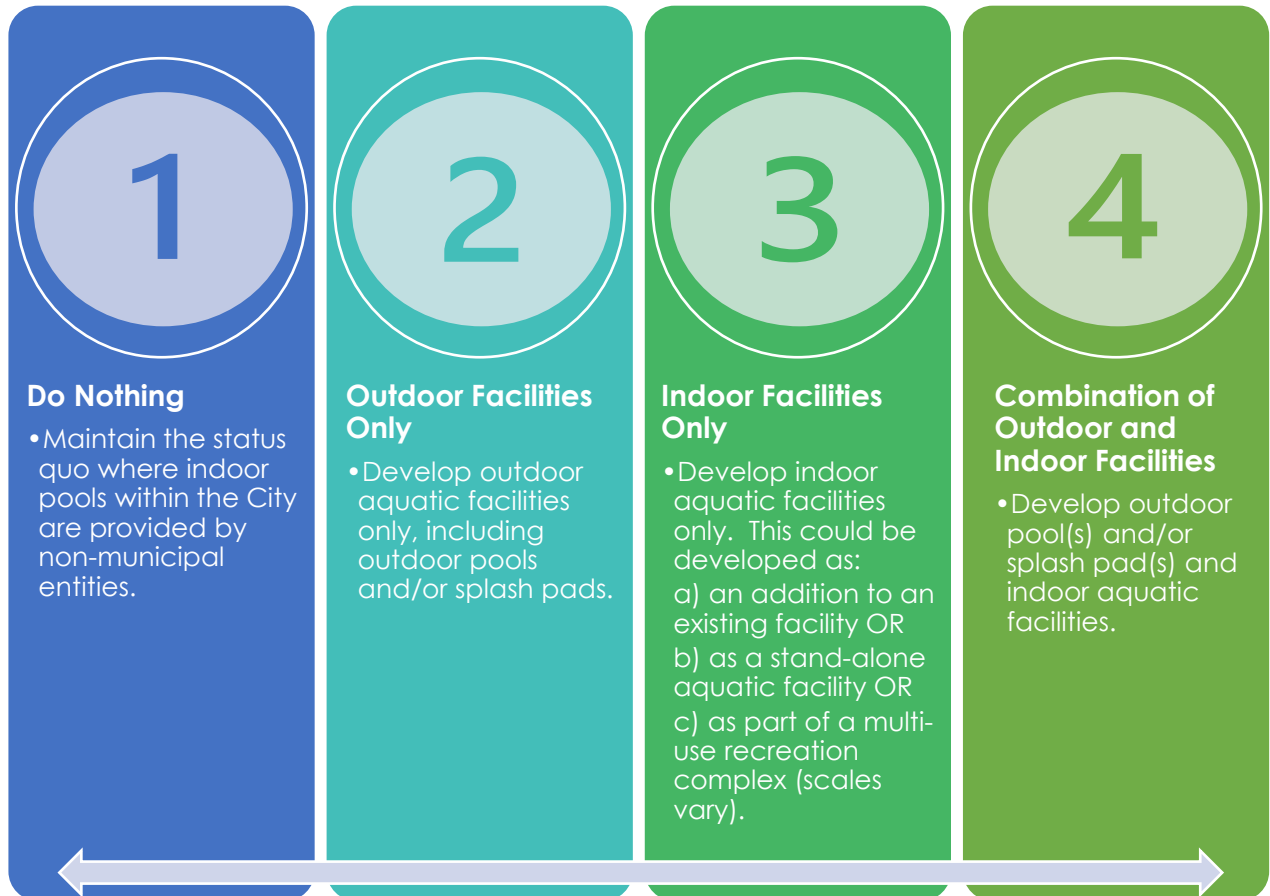 1
Do Nothing
•Maintain the status
quo where indoor
pools within the City
are provided by
non-municipal
entities.
2
Outdoor Facilities
Only
•Develop outdoor
aquatic facilities
only, including
outdoor pools
and/or splash pads.
3
Indoor Facilities
Only
•Develop indoor
aquatic facilities
only.  This could be
developed as:
a) an addition to an
existing facility OR
b) as a stand-alone
aquatic facility OR
c) as part of a multi-
use recreation
complex (scales
vary).
4
Combination of
Outdoor and
Indoor Facilities
•Develop outdoor
pool(s) and/or
splash pad(s) and
indoor aquatic
facilities.